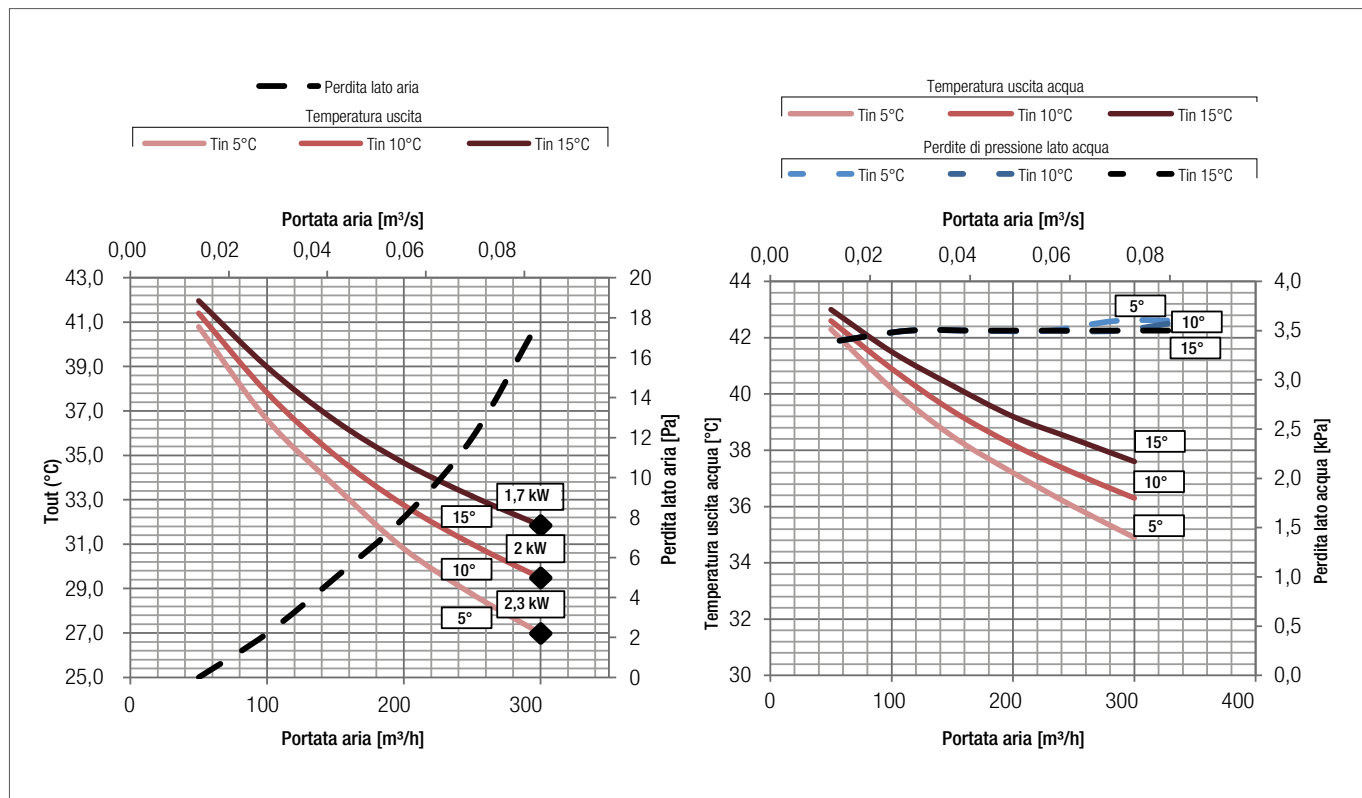 Perdita lato aria
Temperatura uscita
Tin 5°C Tin 10°C Tin 15°C
Portata aria [m³/s]
0,00 0,02 0,04 0,06 0,08
43,0
41,0
39,0
37,0
35,0
33,0
31,0
29,0
27,0
25,0
Tout (°C)
20
18
16
14
12
10
8
6
4
2
0
Perdita lato aria [Pa]
1,7 kW
15°
2 kW
10°
2,3 kW
5°
0 100 200 300
Portata aria [m³/h]
Temperatura uscita acqua
Tin 5°C Tin 10°C Tin 15°C
Perdite di pressione lato acqua
Tin 5°C Tin 10°C Tin 15°C
Portata aria [m³/s]
0,00 0,02 0,04 0,06 0,08
44
42
40
38
36
34
32
30
Temperatura uscita acqua [°C]
4,0
3,5
3,0
2,5
2,0
1,5
1,0
0,5
0,0
Perdita lato acqua [kPa]
5°
10°
15°
15°
10°
5°
0 100 200 300 400
Portata aria [m³/h]